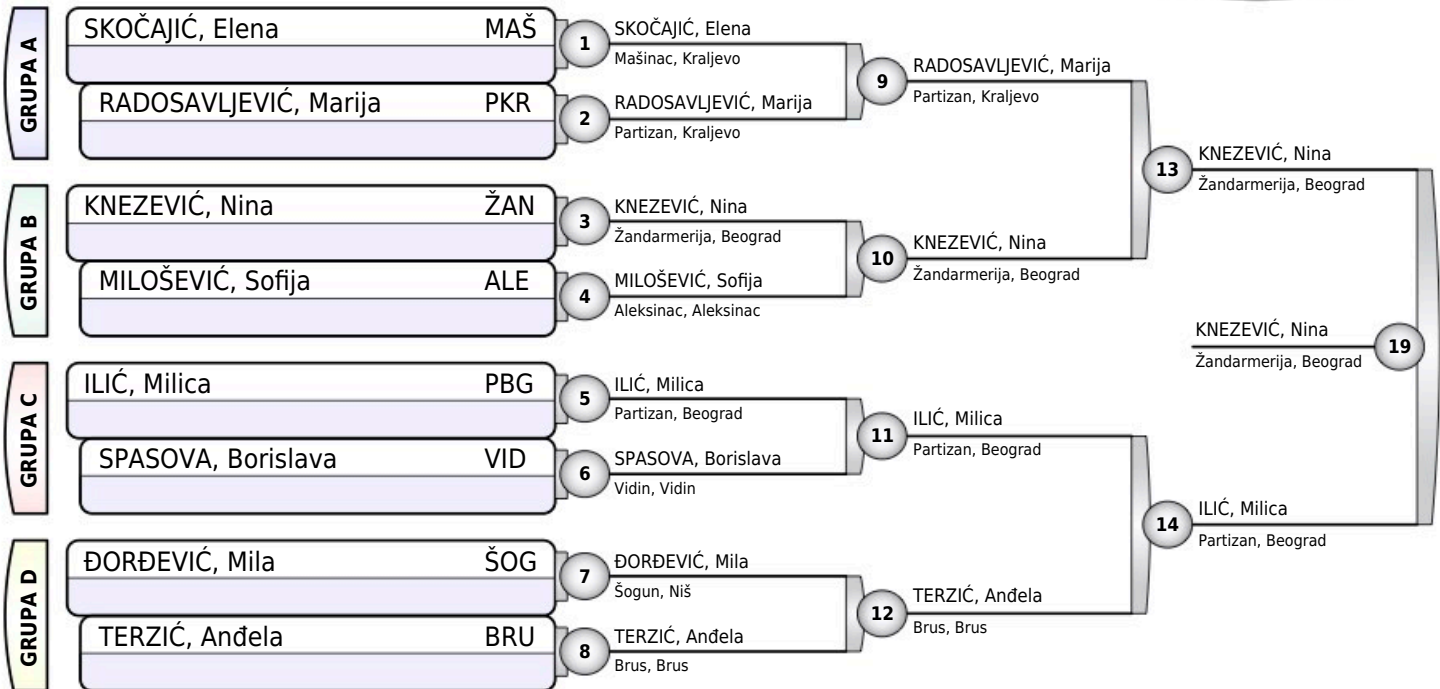 GRUPA A
SKOČAJIĆ, Elena MAŠ
RADOSAVLJEVIĆ, Marija PKR
GRUPA B
KNEZEVIĆ, Nina ŽAN
MILOŠEVIĆ, Sofija ALE
GRUPA C
ILIĆ, Milica PBG
SPASOVA, Borislava VID
GRUPA D
ĐORĐEVIĆ, Mila ŠOG
TERZIĆ, Anđela BRU
1
SKOČAJIĆ, Elena
Mašinac, Kraljevo
2
RADOSAVLJEVIĆ, Marija
Partizan, Kraljevo
3
KNEZEVIĆ, Nina
Žandarmerija, Beograd
4
MILOŠEVIĆ, Sofija
Aleksinac, Aleksinac
5
ILIĆ, Milica
Partizan, Beograd
6
SPASOVA, Borislava
Vidin, Vidin
7
ĐORĐEVIĆ, Mila
Šogun, Niš
8
TERZIĆ, Anđela
Brus, Brus
9
RADOSAVLJEVIĆ, Marija
Partizan, Kraljevo
10
KNEZEVIĆ, Nina
Žandarmerija, Beograd
11
ILIĆ, Milica
Partizan, Beograd
12
TERZIĆ, Anđela
Brus, Brus
13
KNEZEVIĆ, Nina
Žandarmerija, Beograd
14
ILIĆ, Milica
Partizan, Beograd
KNEZEVIĆ, Nina
Žandarmerija, Beograd
19